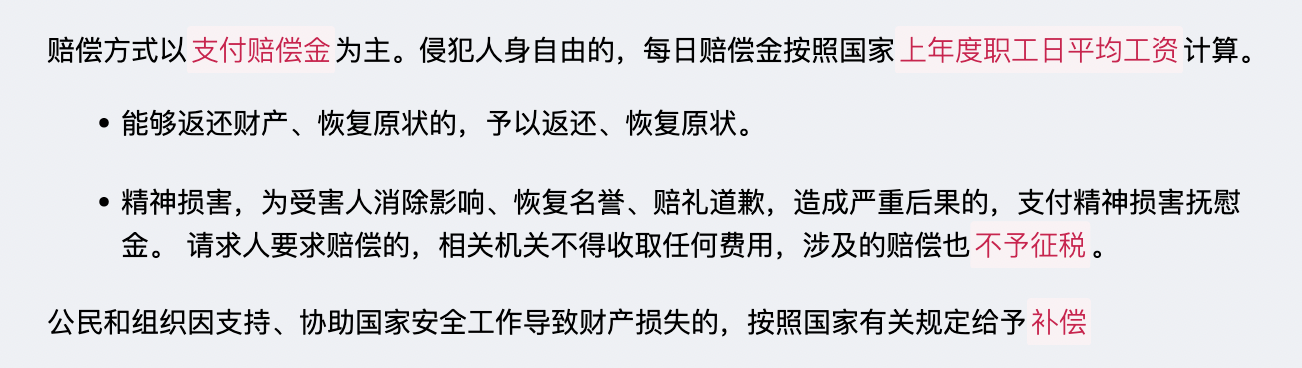 赔偿方式以支付赔偿金为主。侵犯人身自由的，每日赔偿金按照国家上年度职工日平均工资计算。
• 能够返还财产、恢复原状的，予以返还、恢复原状。
• 精神损害，为受害人消除影响、恢复名誉、赔礼道歉，造成严重后果的，支付精神损害抚慰
金。 请求人要求赔偿的，相关机关不得收取任何费用，涉及的赔偿也不予征税。
公民和组织因支持、协助国家安全工作导致财产损失的，按照国家有关规定给予补偿